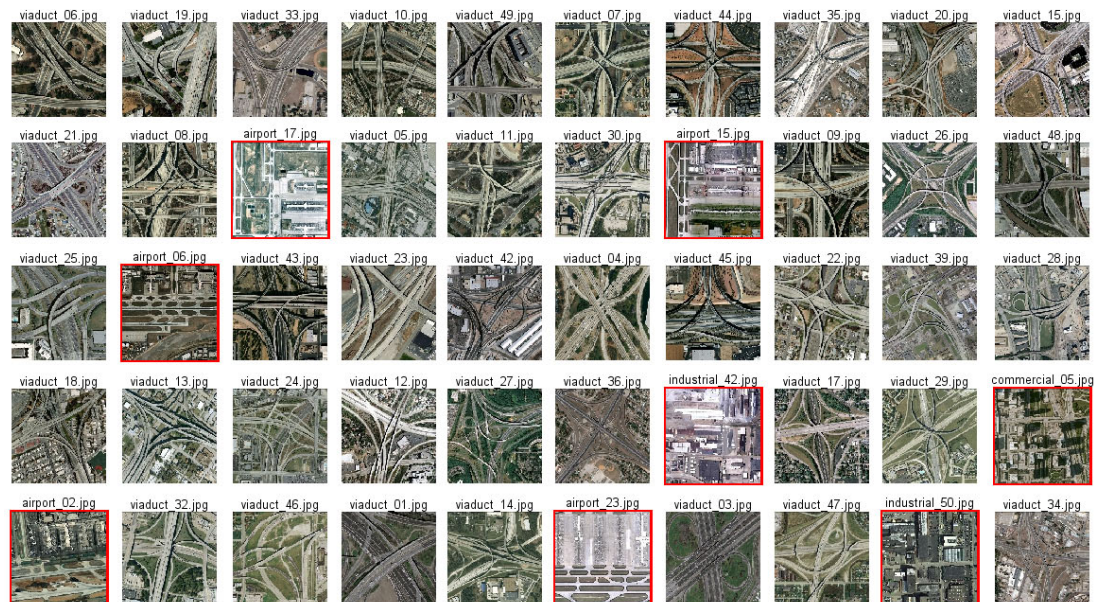 viaduct_06.jpg viaduct_19.jpg viaduct_33.jpg viaduct_10.jpg viaduct_49.jpg viaduct_07.jpg viaduct_44.jpg viaduct_35.jpg viaduct_20.jpg viaduct_15.jpg
viaduct_21.jpg viaduct_08.jpg airport_17.jpg viaduct_05.jpg viaduct_11.jpg viaduct_30.jpg airport_15.jpg viaduct_09.jpg viaduct_26.jpg viaduct_48.jpg
viaduct_25.jpg airport_06.jpg viaduct_43.jpg viaduct_23.jpg viaduct_42.jpg viaduct_04.jpg viaduct_45.jpg viaduct_22.jpg viaduct_39.jpg viaduct_28.jpg
viaduct_18.jpg viaduct_13.jpg viaduct_24.jpg viaduct_12.jpg viaduct_27.jpg viaduct_36.jpg industrial_42.jpg viaduct_17.jpg viaduct_29.jpg commercial_05.jpg
airport_02.jpg viaduct_32.jpg viaduct_46.jpg viaduct_01.jpg viaduct_14.jpg airport_23.jpg viaduct_03.jpg viaduct_47.jpg industrial_50.jpg viaduct_34.jpg